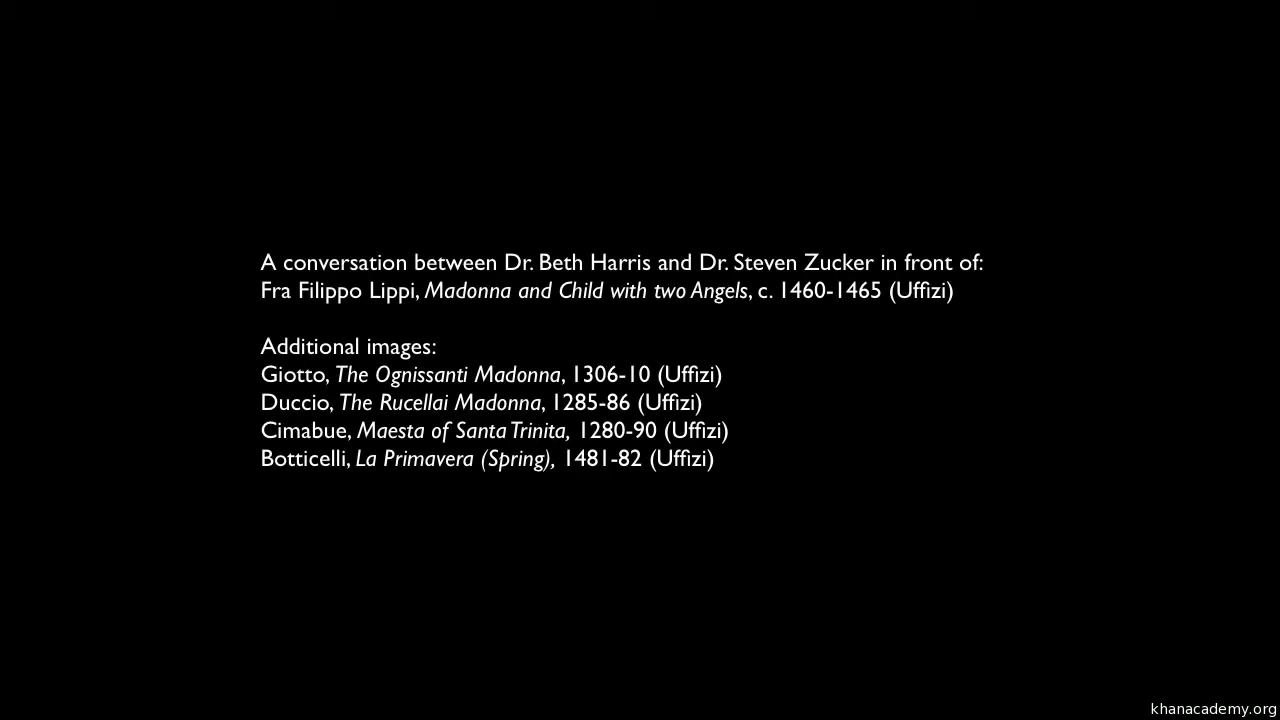 A conversation between Dr. Beth Harris and Dr. Steven Zucker in front of:
Fra Filippo Lippi, Madonna and Child with two Angels, c. 1460-1465 (Uffizi)
Additional images:
Giotto, The Ognissanti Madonna, 1306-10 (Uffizi)
Duccio, The Rucellai Madonna, 1285-86 (Uffizi)
Cimabue, Maesta of Santa Trinita, 1280-90 (Uffizi)
Botticelli, La Primavera (Spring), 1481-82 (Uffizi)
khanacademy.org